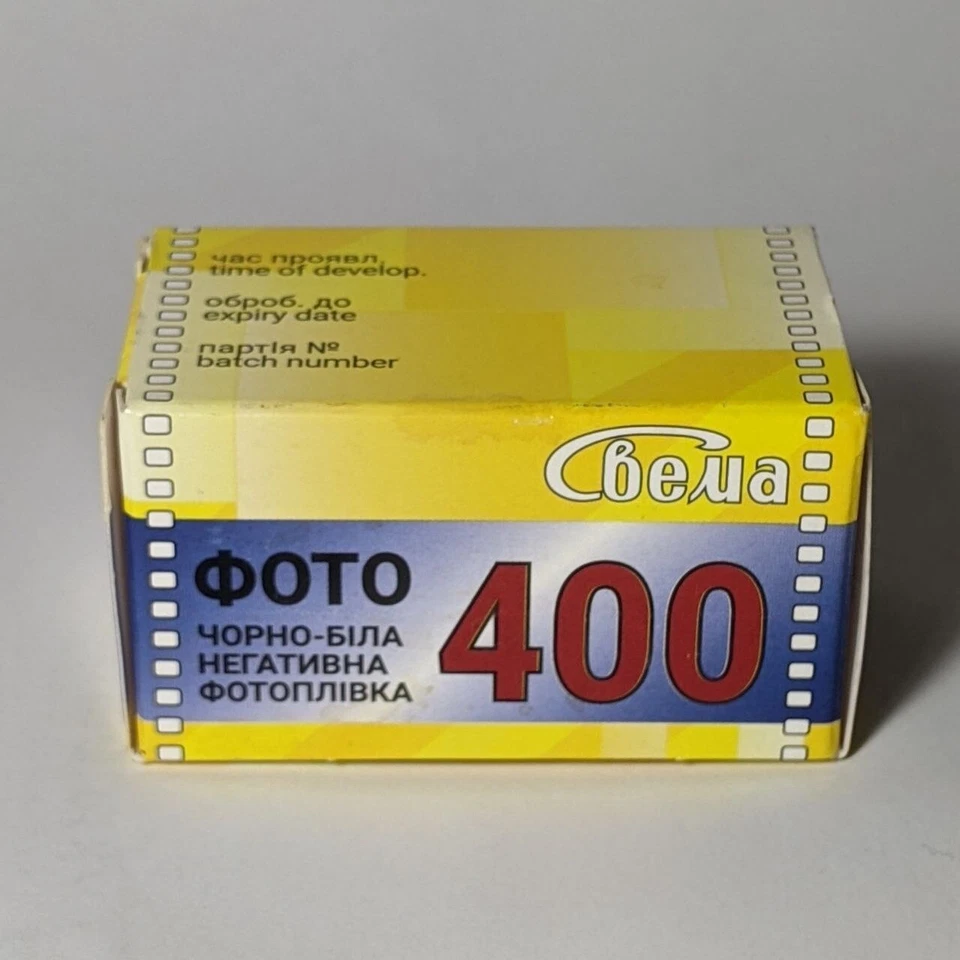 час проявл.
time of develop.
оброб. до
expiry date
партія №
batch number
Свема
ФОТО 400
ЧОРНО-БІЛА
НЕГАТИВНА
ФОТОПЛІВКА